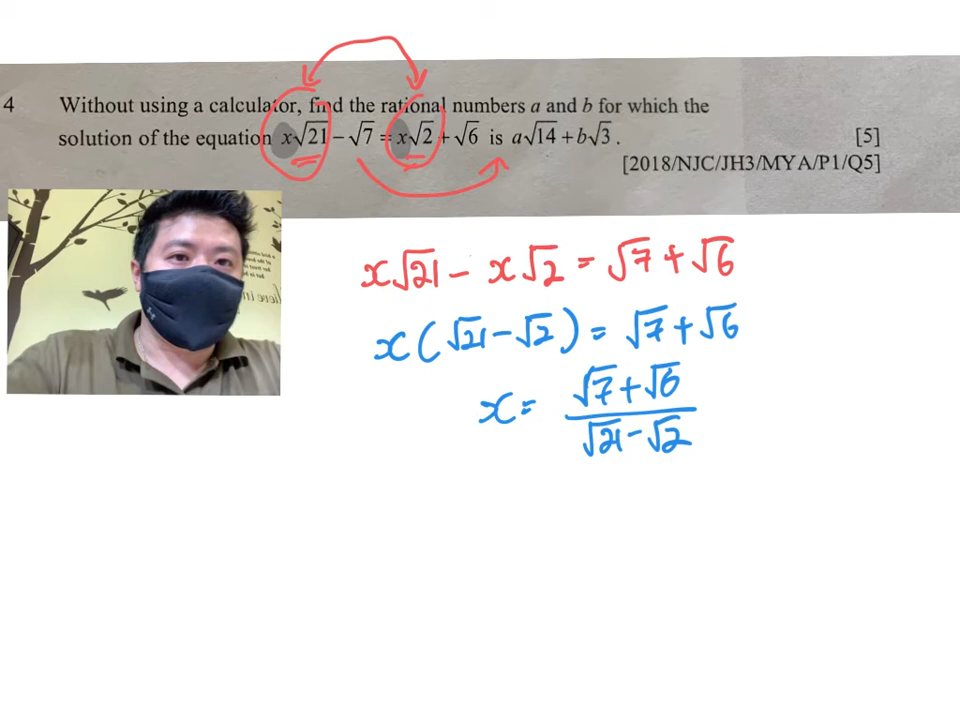 4 Without using a calculator, find the rational numbers a and b for which the
solution of the equation x√21 − √7 = x√2 + √6 is a√14 + b√3. [5]
[2018/NJC/JH3/MYA/P1/Q5]
x√21 − x√2 = √7 + √6
x(√21 − √2) = √7 + √6
x = (√7 + √6)/(√21 − √2)